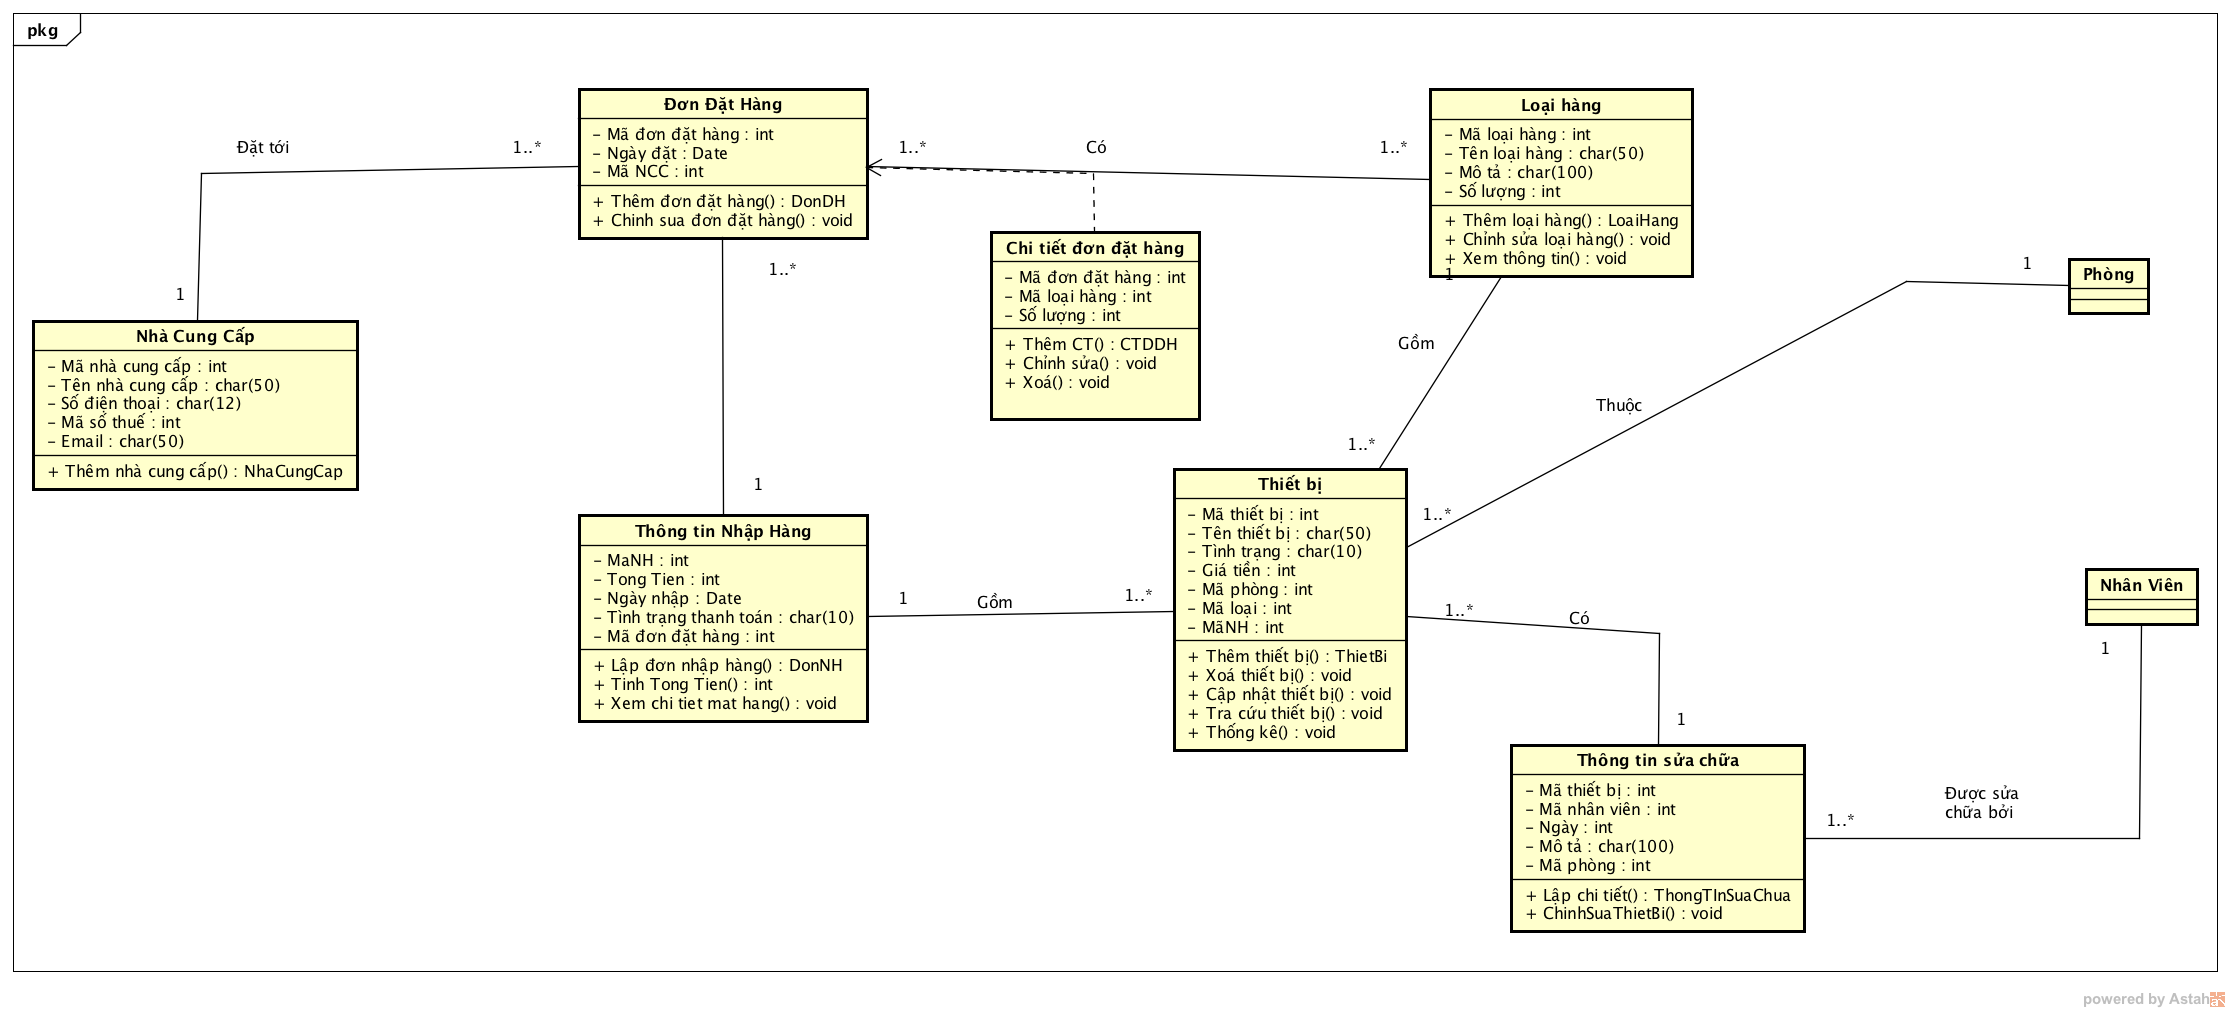 pkg
Đơn Đặt Hàng
– Mã đơn đặt hàng : int
– Ngày đặt : Date
– Mã NCC : int
+ Thêm đơn đặt hàng() : DonDH
+ Chinh sua đơn đặt hàng() : void
Loại hàng
– Mã loại hàng : int
– Tên loại hàng : char(50)
– Mô tả : char(100)
– Số lượng : int
+ Thêm loại hàng() : LoaiHang
+ Chỉnh sửa loại hàng() : void
+ Xem thông tin() : void
Đặt tới
1..*
1..*
Có
1..*
1
1..*
Chi tiết đơn đặt hàng
– Mã đơn đặt hàng : int
– Mã loại hàng : int
– Số lượng : int
+ Thêm CT() : CTDDH
+ Chỉnh sửa() : void
+ Xoá() : void
1
1
Phòng
Nhà Cung Cấp
– Mã nhà cung cấp : int
– Tên nhà cung cấp : char(50)
– Số điện thoại : char(12)
– Mã số thuế : int
– Email : char(50)
+ Thêm nhà cung cấp() : NhaCungCap
Gồm
Thuộc
1..*
1
1..*
Thông tin Nhập Hàng
– MaNH : int
– Tong Tien : int
– Ngày nhập : Date
– Tình trạng thanh toán : char(10)
– Mã đơn đặt hàng : int
+ Lập đơn nhập hàng() : DonNH
+ Tinh Tong Tien() : int
+ Xem chi tiet mat hang() : void
1
Gồm
1..*
Thiết bị
– Mã thiết bị : int
– Tên thiết bị : char(50)
– Tình trạng : char(10)
– Giá tiền : int
– Mã phòng : int
– Mã loại : int
– MãNH : int
+ Thêm thiết bị() : ThietBi
+ Xoá thiết bị() : void
+ Cập nhật thiết bị() : void
+ Tra cứu thiết bị() : void
+ Thống kê() : void
1..*
Có
Nhân Viên
1
1
Thông tin sửa chữa
– Mã thiết bị : int
– Mã nhân viên : int
– Ngày : int
– Mô tả : char(100)
– Mã phòng : int
+ Lập chi tiết() : ThongTInSuaChua
+ ChinhSuaThietBi() : void
1..*
Được sửa
chữa bởi
powered by Astah